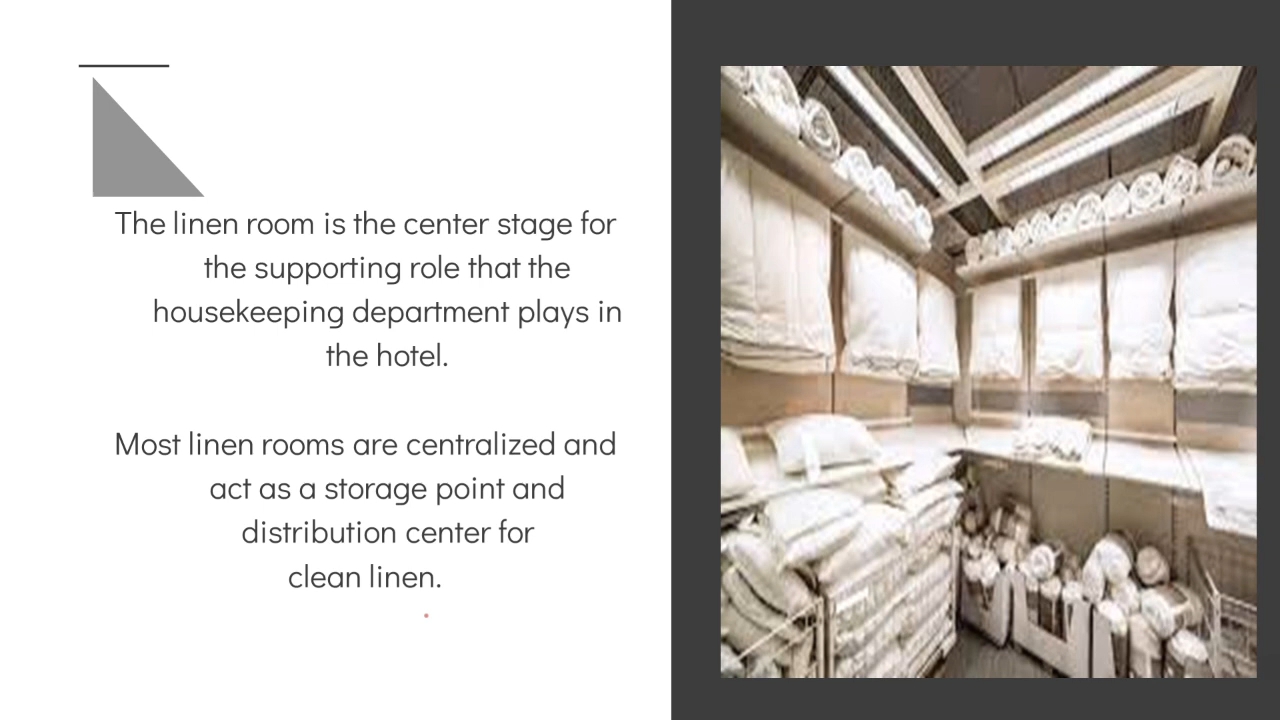 The linen room is the center stage for
the supporting role that the
housekeeping department plays in
the hotel.
Most linen rooms are centralized and
act as a storage point and
distribution center for
clean linen.
.